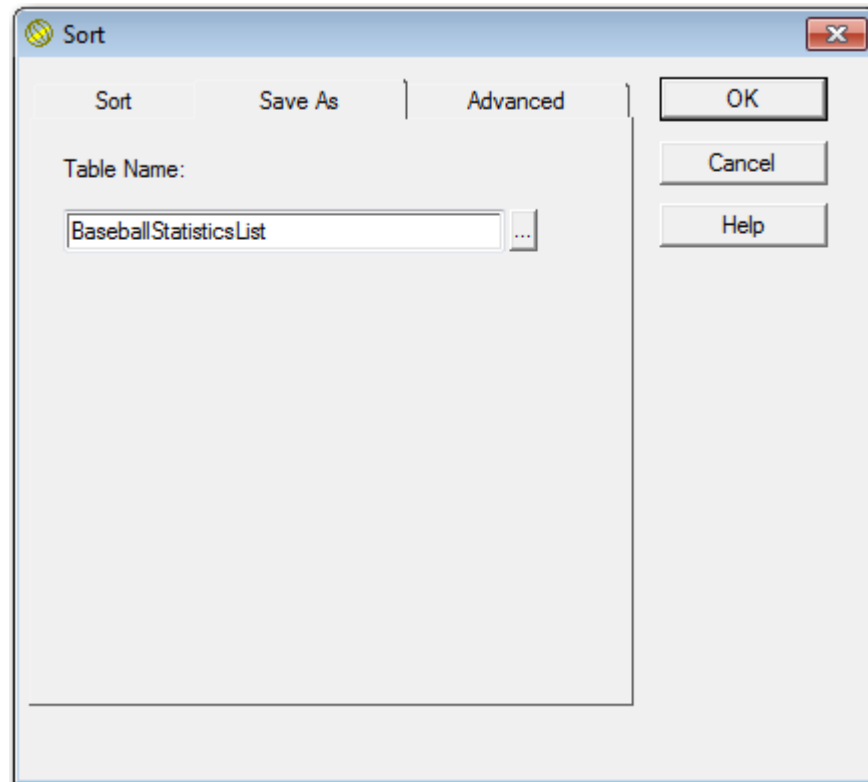 Sort
Sort Save As Advanced
OK
Table Name:
Cancel
BaseballStatisticsList ...
Help